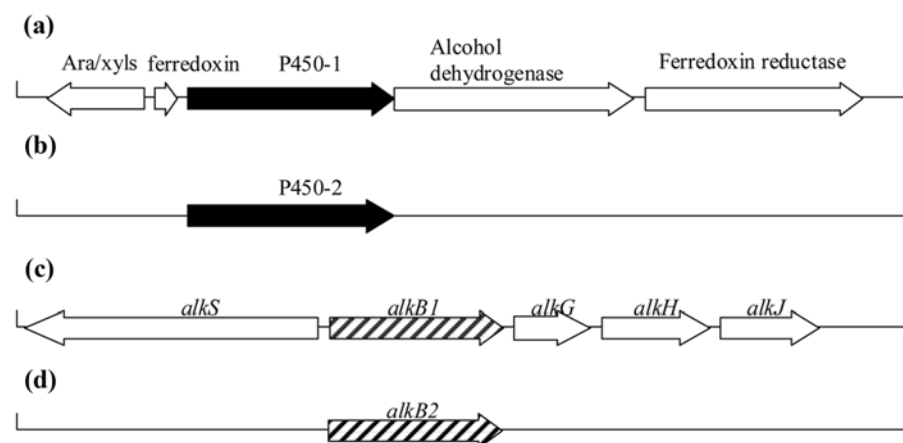 (a)
Ara/xyls ferredoxin P450-1 Alcohol dehydrogenase Ferredoxin reductase
(b)
P450-2
(c)
alkS alkB1 alkG alkH alkJ
(d)
alkB2